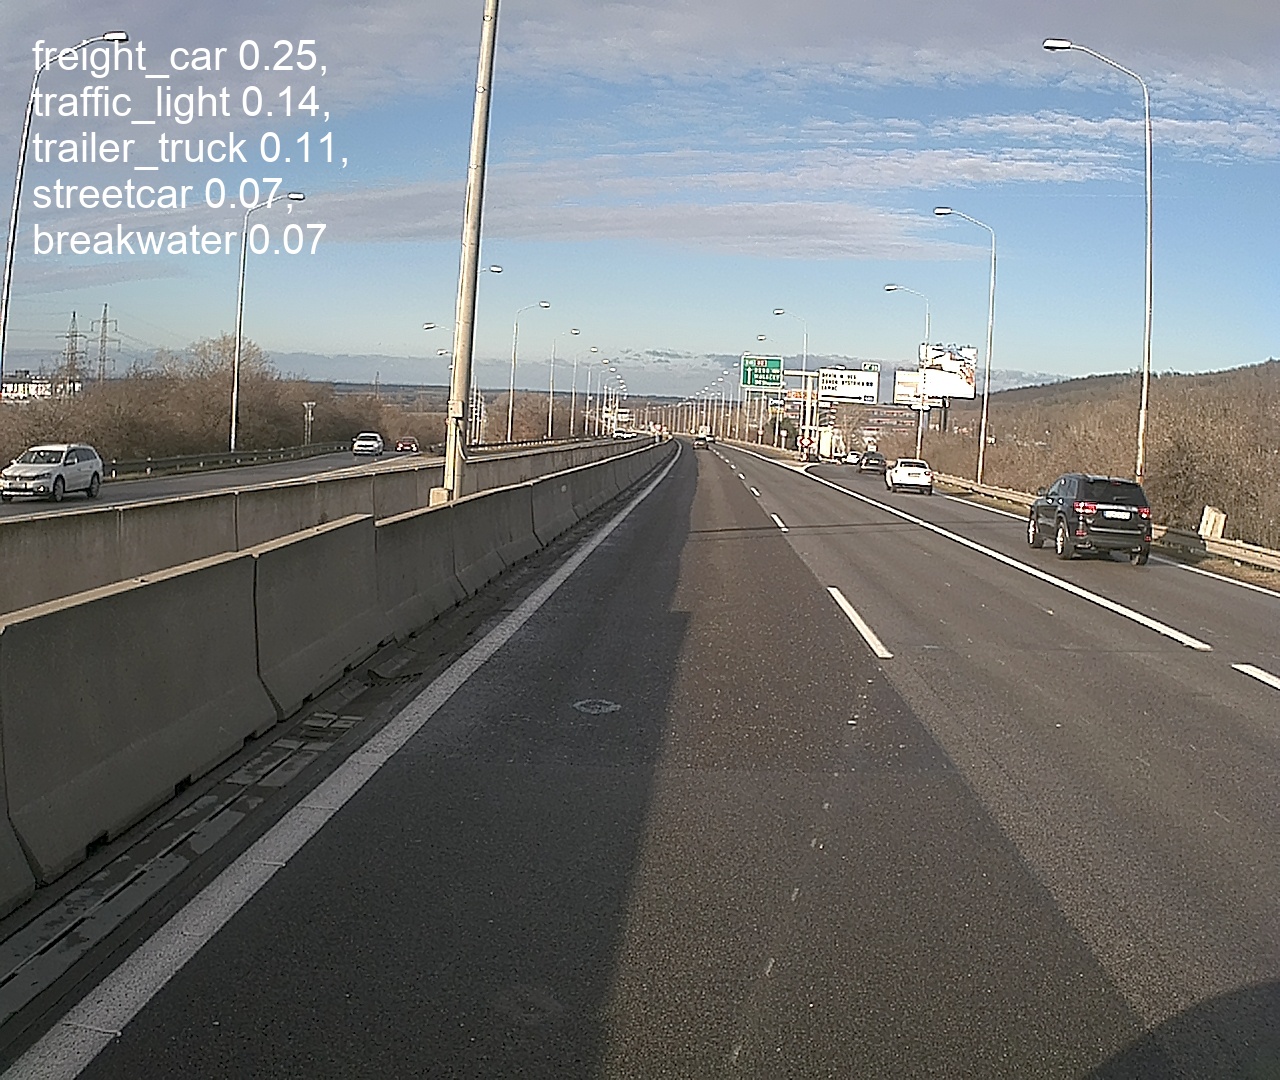 freight_car 0.25,
traffic_light 0.14,
trailer_truck 0.11,
streetcar 0.07,
breakwater 0.07